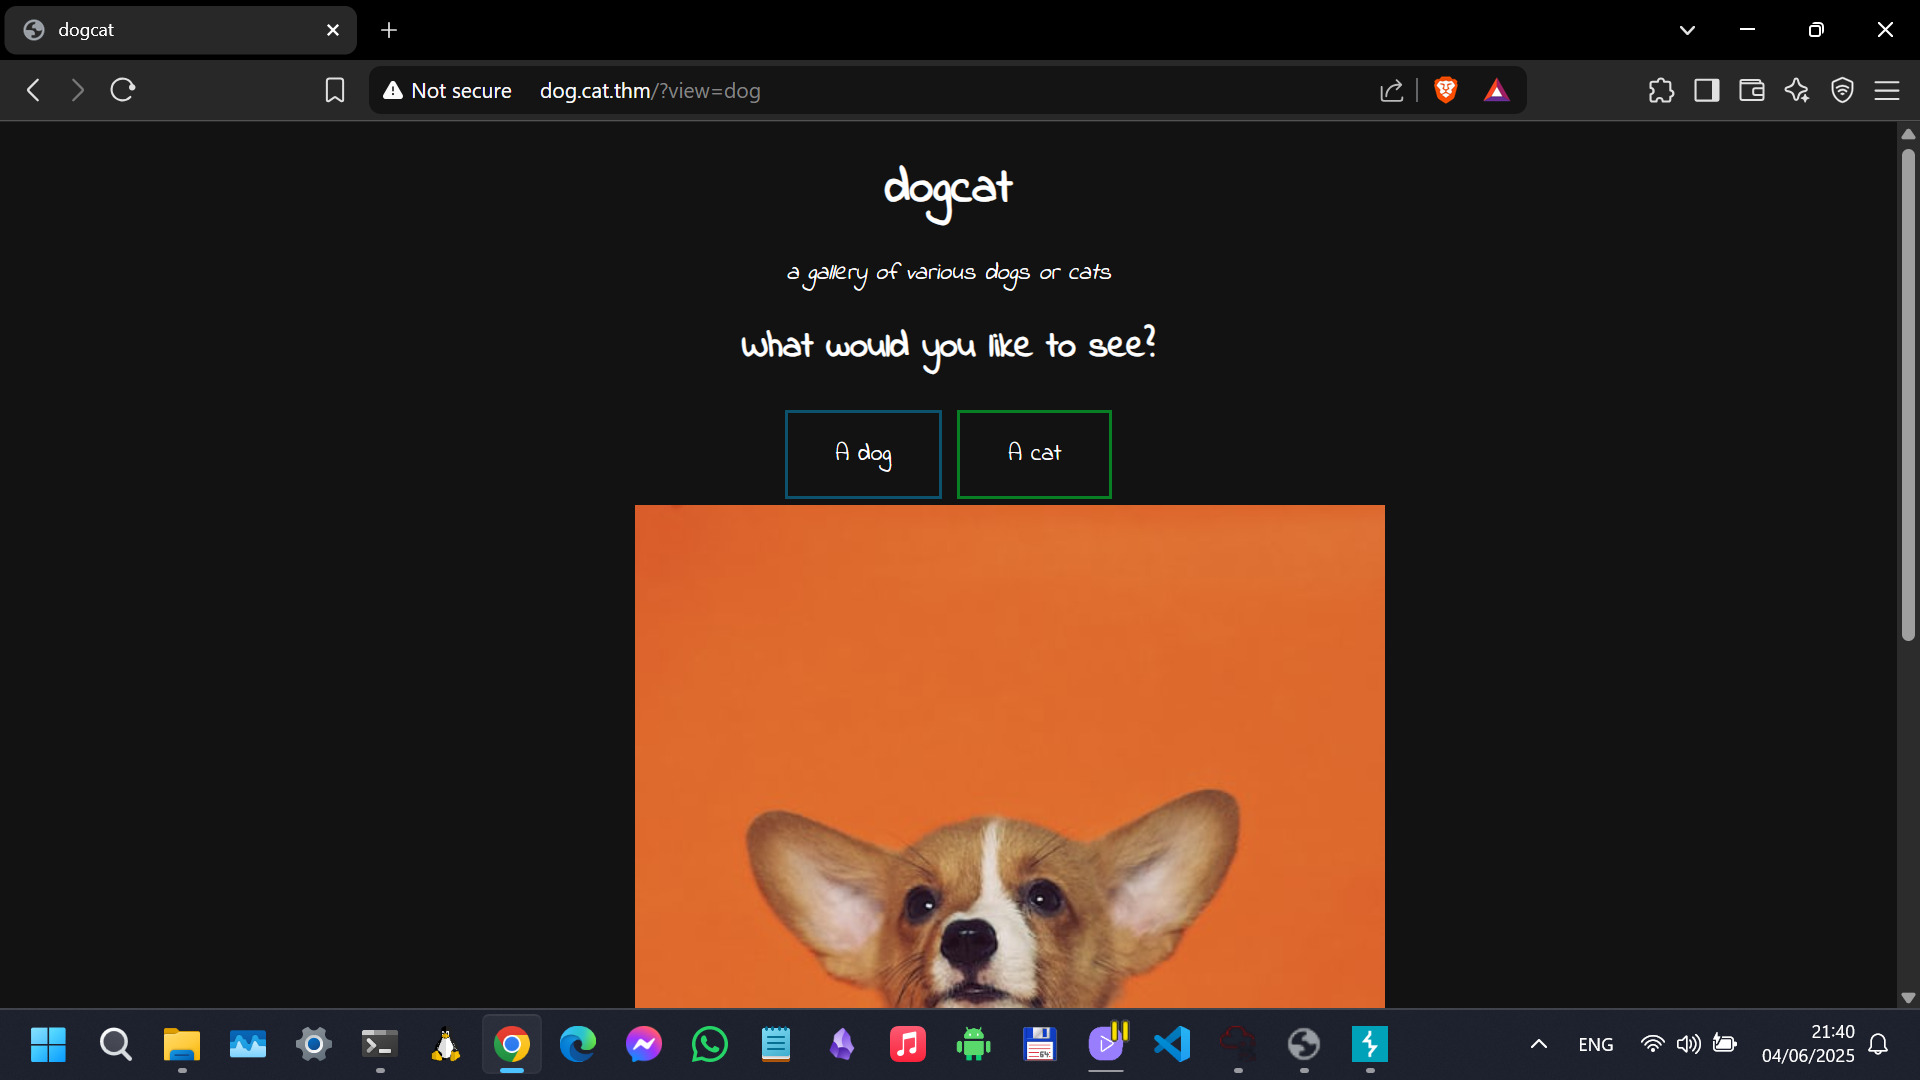 dogcat
Not secure
dog.cat.thm/?view=dog
dogcat
a gallery of various dogs or cats
What would you like to see?
A dog
A cat
64
ENG
21:40
04/06/2025